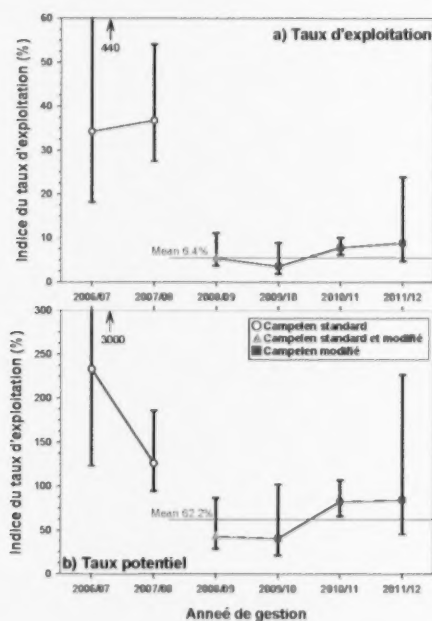 60
440
a) Taux d'exploitation
50
40
30
20
Mean 6.4%
10
0
Indice du taux d'exploitation (%)
2006/07 2007/08 2008/09 2009/10 2010/11 2011/12
300
3000
Campelen standard
Campelen standard et modifié
Campelen modifié
250
200
150
100
Mean 62.2%
50
0
Indice du taux d'exploitation (%)
b) Taux potentiel
2006/07 2007/08 2008/09 2009/10 2010/11 2011/12
Anneé de gestion